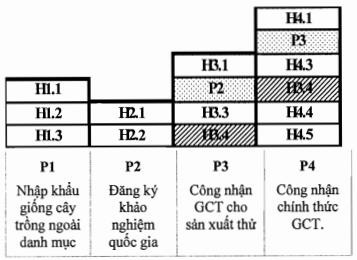 H4.1
P3
H3.1 H4.3
H1.1 P2 H3.4
H1.2 H2.1 H3.3 H4.4
H1.3 H2.2 H3.4 H4.5
P1 P2 P3 P4
Nhập khẩu Đăng ký Công nhận Công nhận
giống cây khảo GCT cho chính thức
trồng ngoài nghiệm sản xuất thử GCT.
danh mục quốc gia